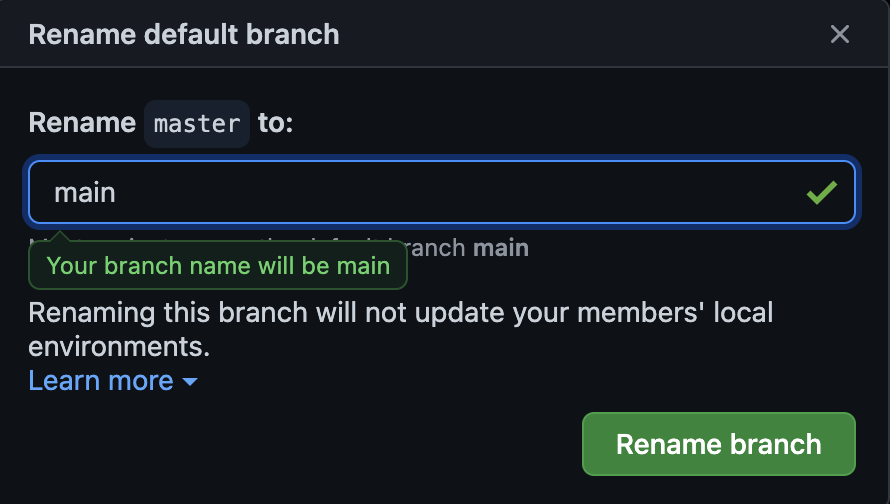 Rename default branch
Rename master to:
main
branch main
Your branch name will be main
Renaming this branch will not update your members' local
environments.
Learn more
Rename branch